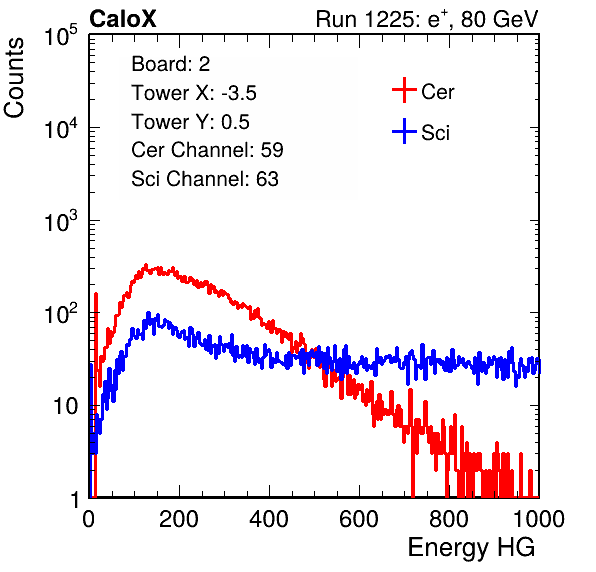 CaloX Run 1225: e⁺, 80 GeV
Counts
Board: 2
Tower X: -3.5
Tower Y: 0.5
Cer Channel: 59
Sci Channel: 63
Cer
Sci
10⁵
10⁴
10³
10²
10
1
0 200 400 600 800 1000
Energy HG